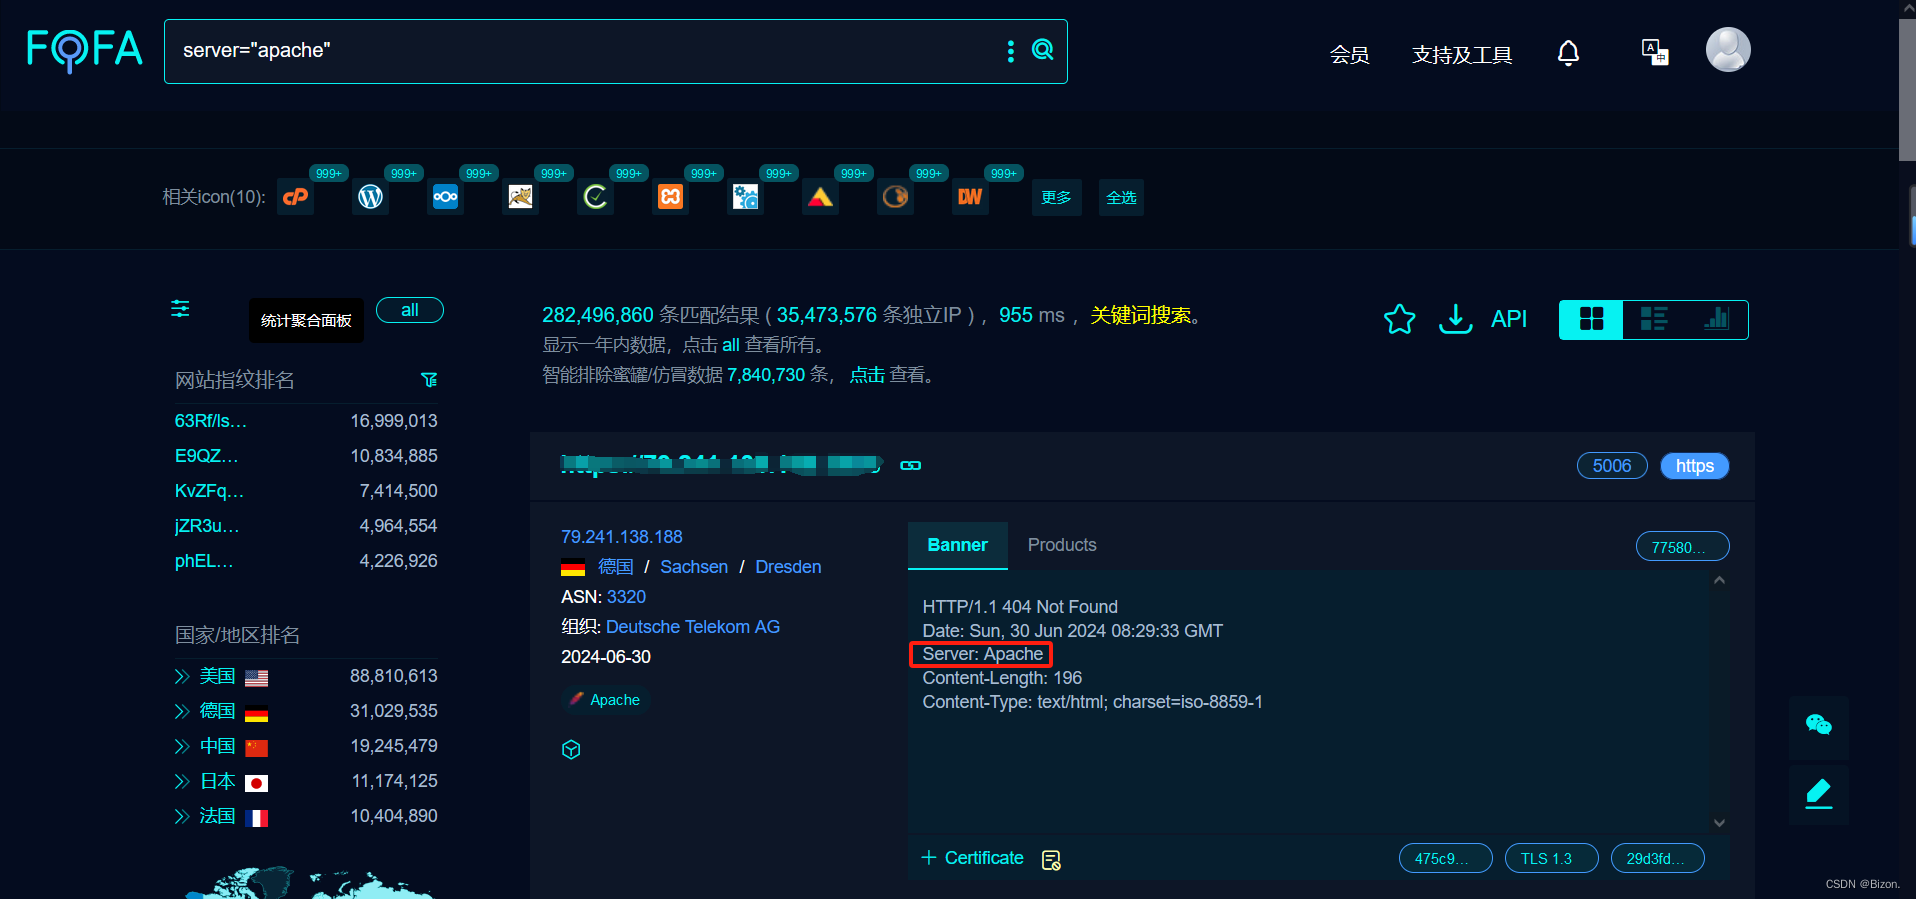 FOFA
server="apache"
会员
支持及工具
A
中
相关icon(10):
999+
999+
999+
999+
999+
999+
999+
999+
999+
999+
cP
DW
更多
全选
统计聚合面板
all
282,496,860 条匹配结果 ( 35,473,576 条独立IP ) ，955 ms ，关键词搜索。
显示一年内数据，点击 all 查看所有。
智能排除蜜罐/仿冒数据 7,840,730 条， 点击 查看。
API
网站指纹排名
63Rf/ls... 16,999,013
E9QZ... 10,834,885
KvZFq... 7,414,500
jZR3u... 4,964,554
phEL... 4,226,926
国家/地区排名
美国 88,810,613
德国 31,029,535
中国 19,245,479
日本 11,174,125
法国 10,404,890
5006
https
79.241.138.188
德国 / Sachsen / Dresden
ASN: 3320
组织: Deutsche Telekom AG
2024-06-30
Apache
Banner
Products
77580...
HTTP/1.1 404 Not Found
Date: Sun, 30 Jun 2024 08:29:33 GMT
Server: Apache
Content-Length: 196
Content-Type: text/html; charset=iso-8859-1
+ Certificate
475c9...
TLS 1.3
29d3fd...
CSDN @Bizon.